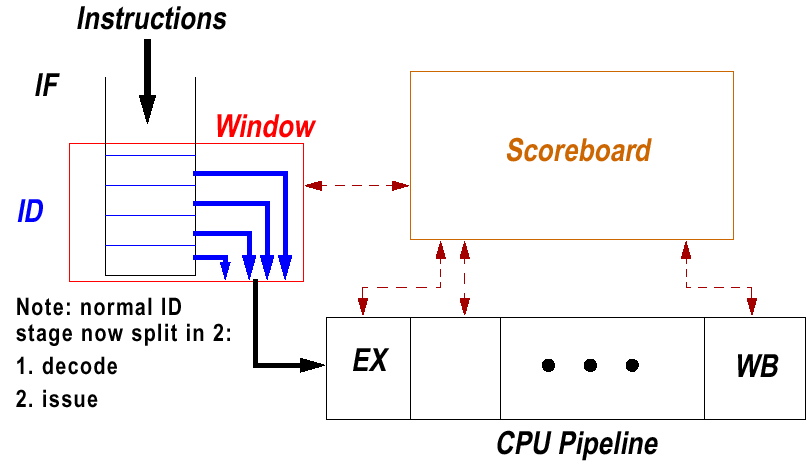 Instructions
IF
Window
Scoreboard
ID
Note: normal ID
stage now split in 2:
1. decode
2. issue
EX
WB
CPU Pipeline